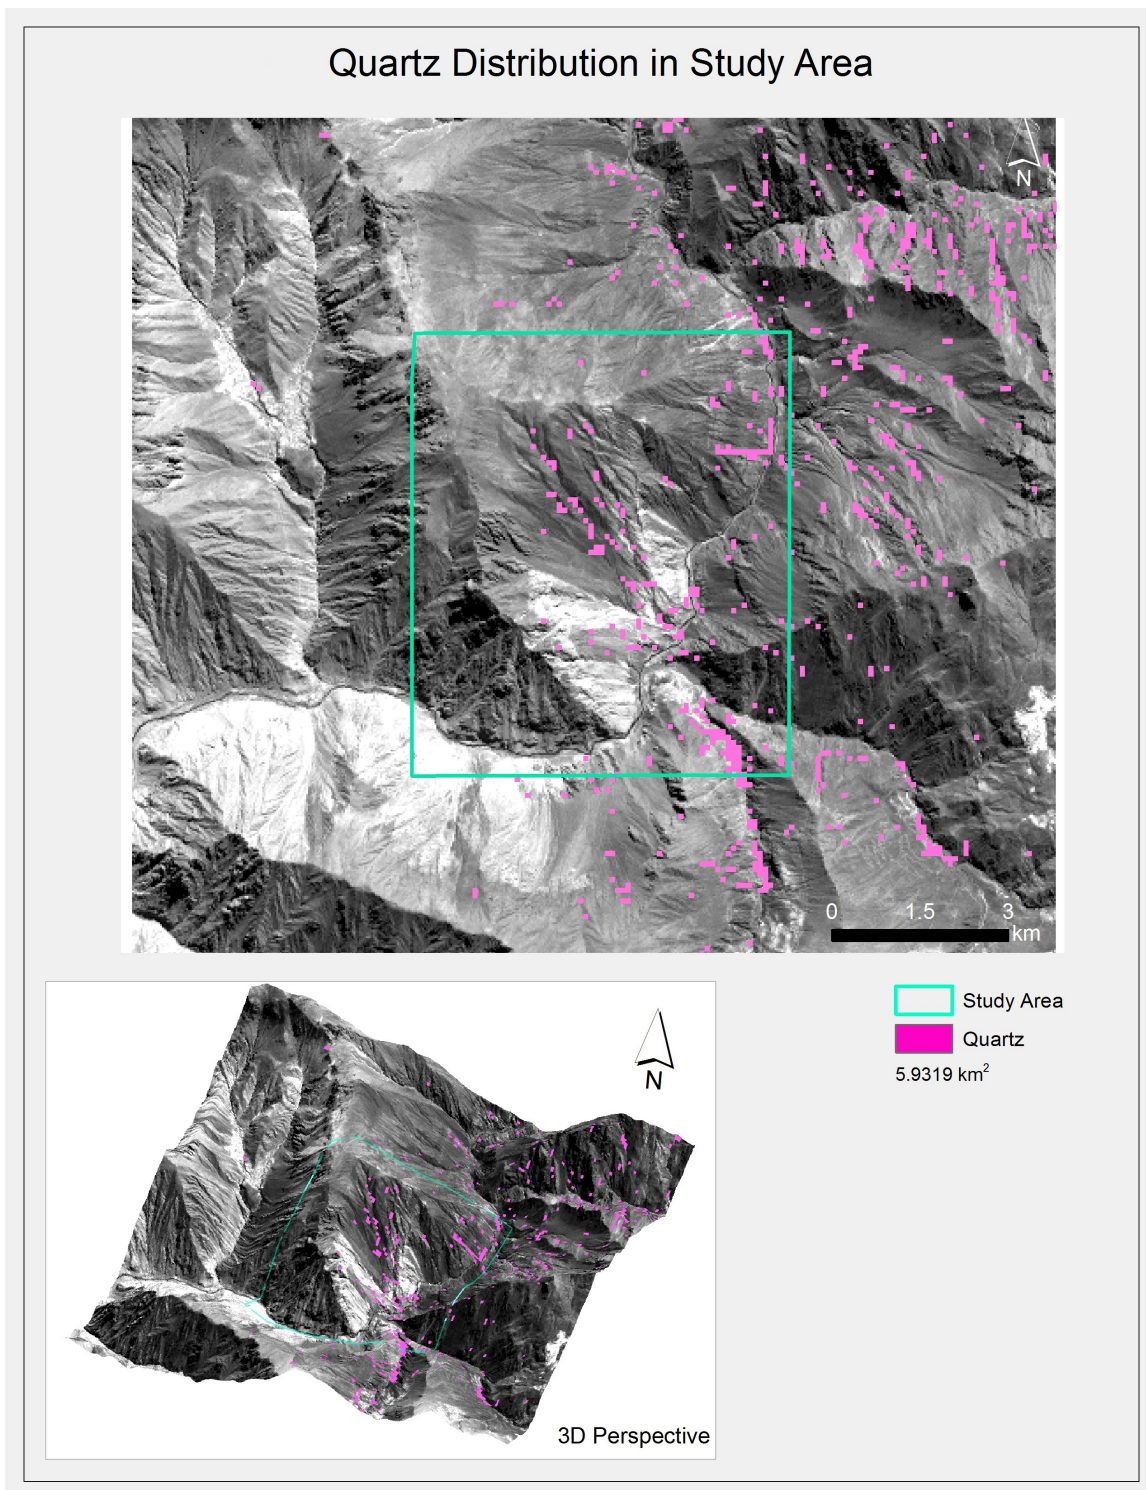 Quartz Distribution in Study Area
N
0 1.5 3
km
Study Area
Quartz
5.9319 km²
N
3D Perspective